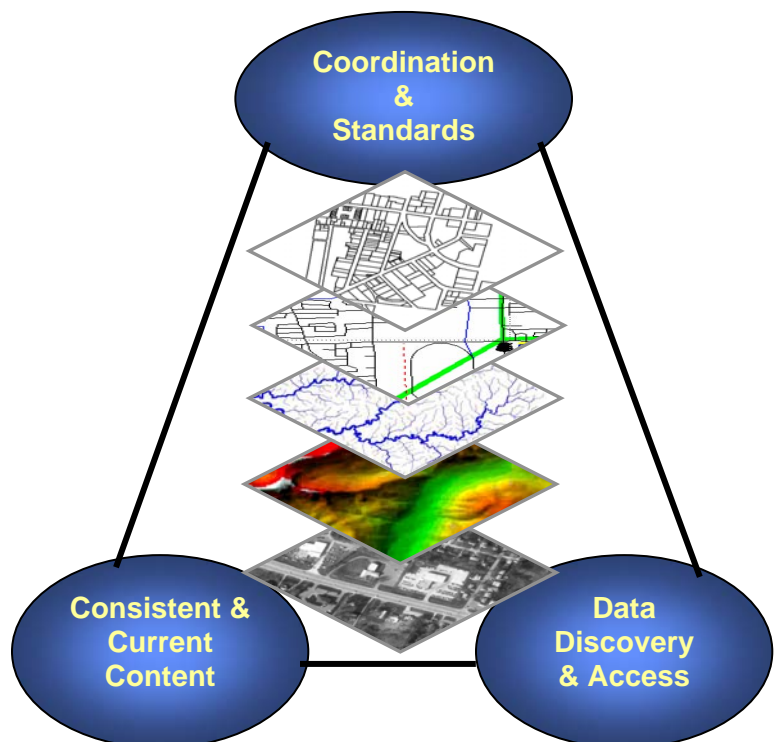 Coordination
&
Standards
Consistent &
Current
Content
Data
Discovery
& Access